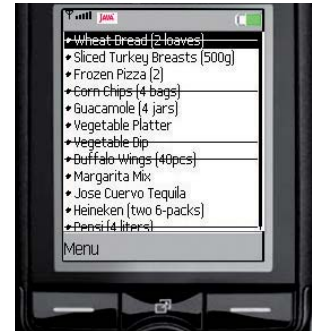 JAVA
Wheat Bread (2 loaves)
Sliced Turkey Breasts (500g)
Frozen Pizza (2)
Corn Chips (4 bags)
Guacamole (4 jars)
Vegetable Platter
Vegetable Dip
Buffalo Wings (40pcs)
Margarita Mix
Jose Cuervo Tequila
Heineken (two 6-packs)
Pepsi (4 liters)
Menu